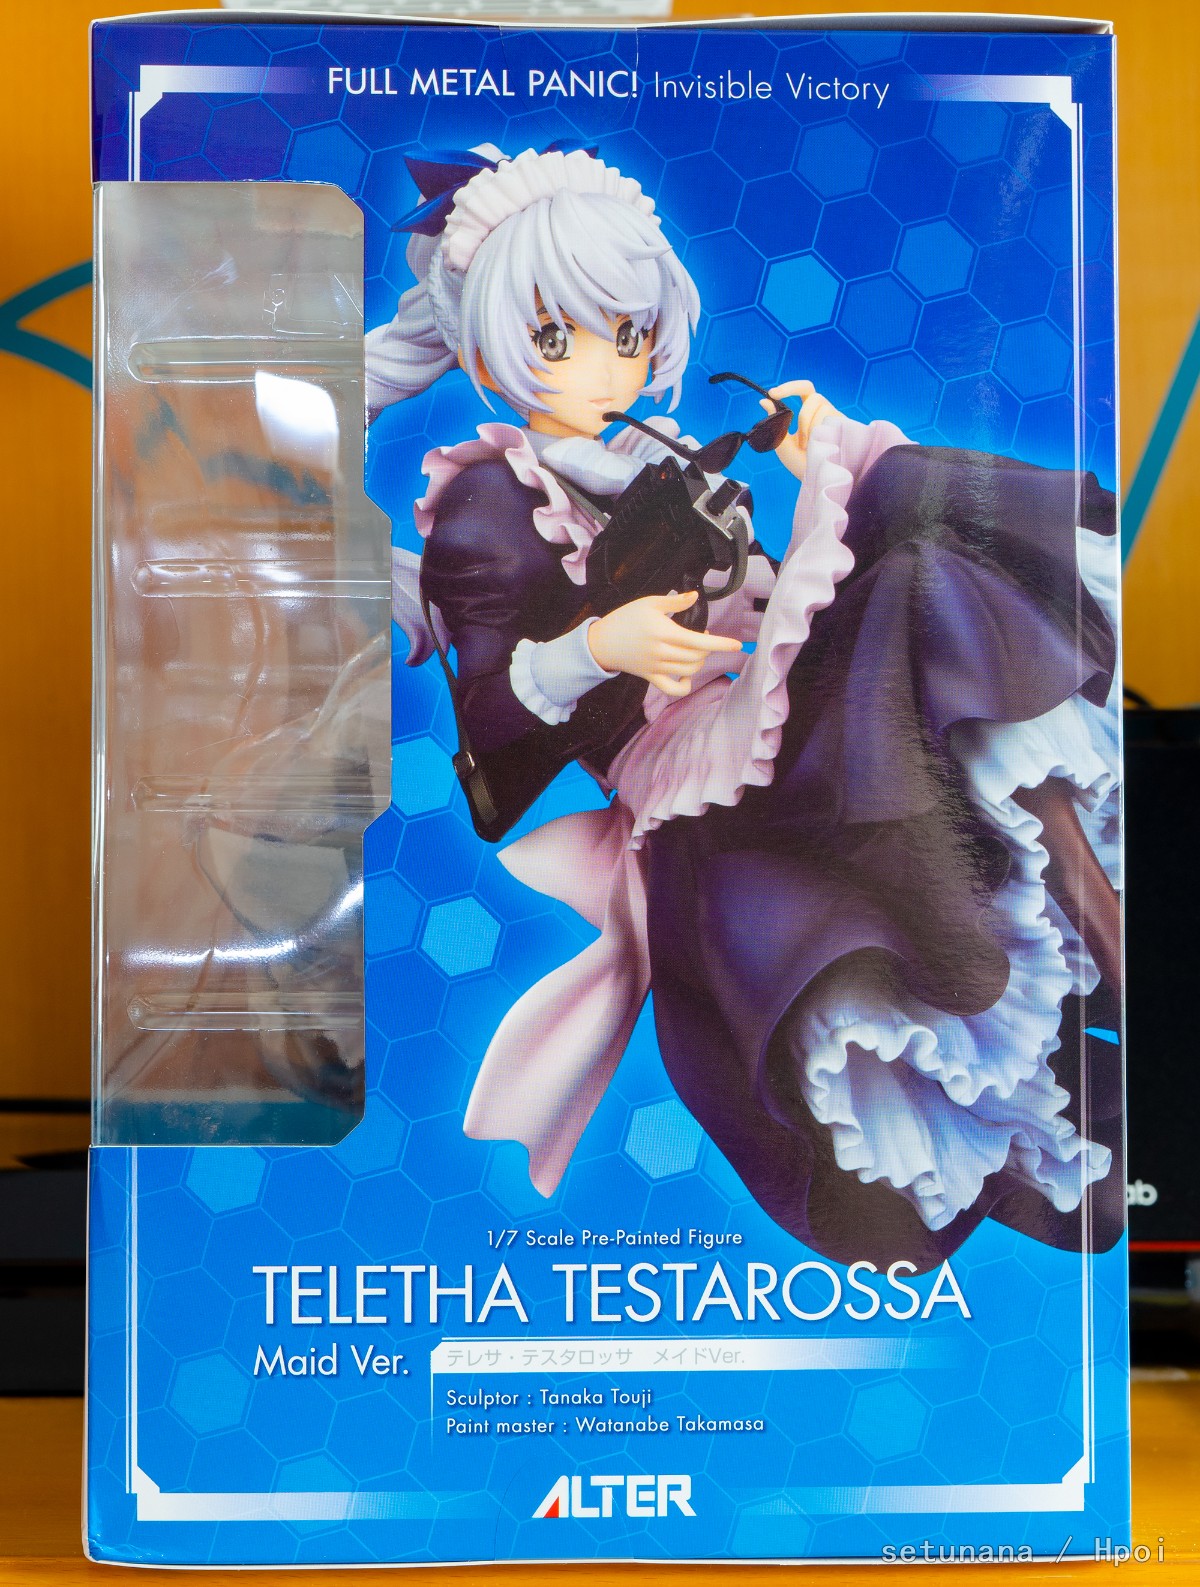 FULL METAL PANIC! Invisible Victory
1/7 Scale Pre-Painted Figure
TELETHA TESTAROSSA
Maid Ver.
テレサ・テスタロッサ　メイドVer.
Sculptor : Tanaka Touji
Paint master : Watanabe Takamasa
ALTER
setunana / Hpoi